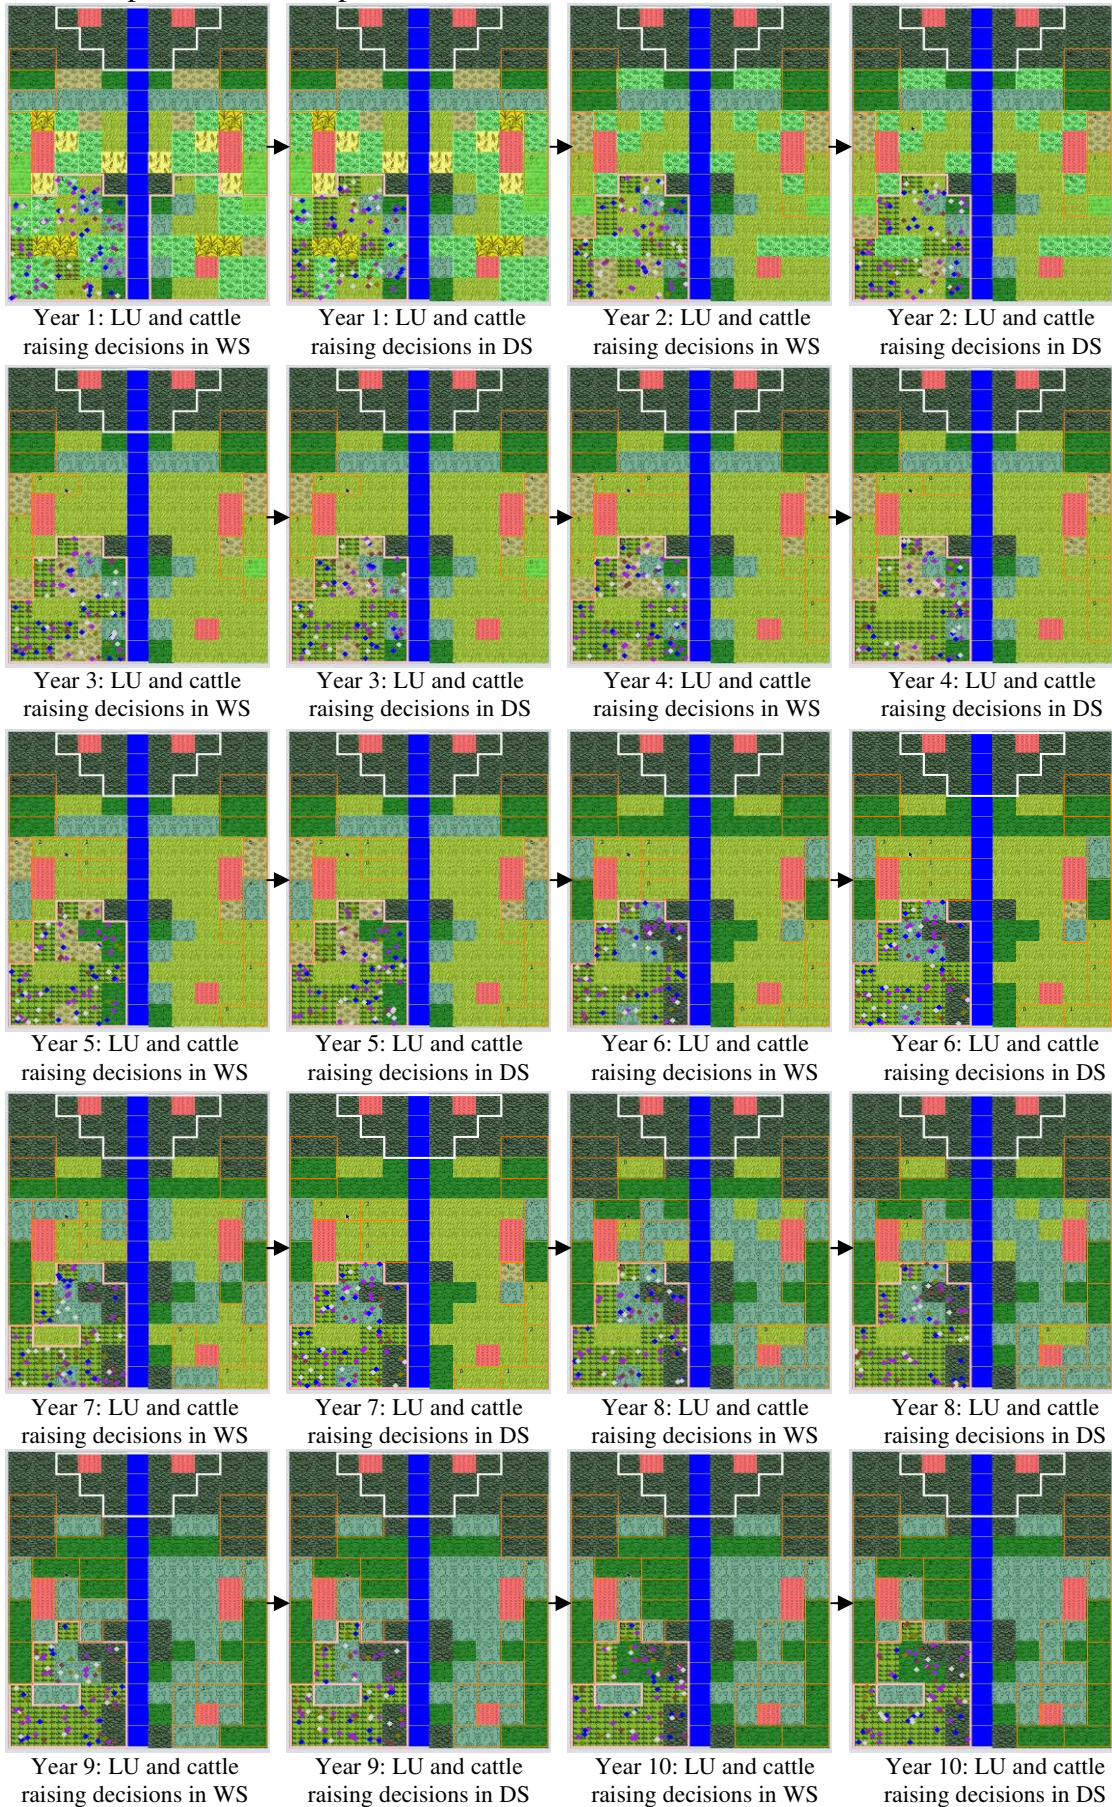 Year 1: LU and cattle
raising decisions in WS
Year 1: LU and cattle
raising decisions in DS
Year 2: LU and cattle
raising decisions in WS
Year 2: LU and cattle
raising decisions in DS
Year 3: LU and cattle
raising decisions in WS
Year 3: LU and cattle
raising decisions in DS
Year 4: LU and cattle
raising decisions in WS
Year 4: LU and cattle
raising decisions in DS
Year 5: LU and cattle
raising decisions in WS
Year 5: LU and cattle
raising decisions in DS
Year 6: LU and cattle
raising decisions in WS
Year 6: LU and cattle
raising decisions in DS
Year 7: LU and cattle
raising decisions in WS
Year 7: LU and cattle
raising decisions in DS
Year 8: LU and cattle
raising decisions in WS
Year 8: LU and cattle
raising decisions in DS
Year 9: LU and cattle
raising decisions in WS
Year 9: LU and cattle
raising decisions in DS
Year 10: LU and cattle
raising decisions in WS
Year 10: LU and cattle
raising decisions in DS